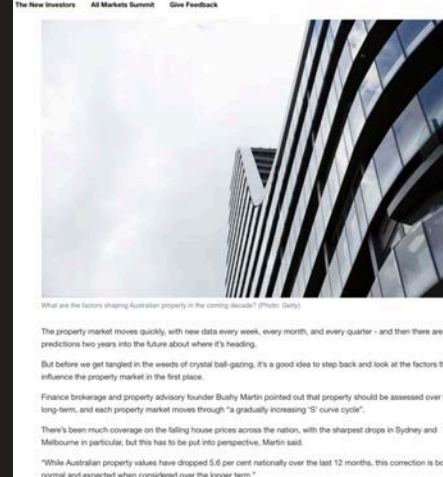 The New Investors All Markets Summit Give Feedback
What are the factors shaping Australian property in the coming decade? (Photo: Getty)
The property market moves quickly, with new data every week, every month, and every quarter - and then there are
predictions two years into the future about where it's heading.
But before we get tangled in the weeds of crystal ball-gazing, it's a good idea to step back and look at the factors
influence the property market in the first place.
Finance brokerage and property advisory founder Bushy Martin pointed out that property should be assessed over
long-term, and each property market moves through "a gradually increasing 'S' curve cycle".
There's been much coverage on the falling house prices across the nation, with the sharpest drops in Sydney and
Melbourne in particular, but this has to be put into perspective, Martin said.
"While Australian property values have dropped 5.6 per cent nationally over the last 12 months, this correction is
normal and expected when considered over the longer term."